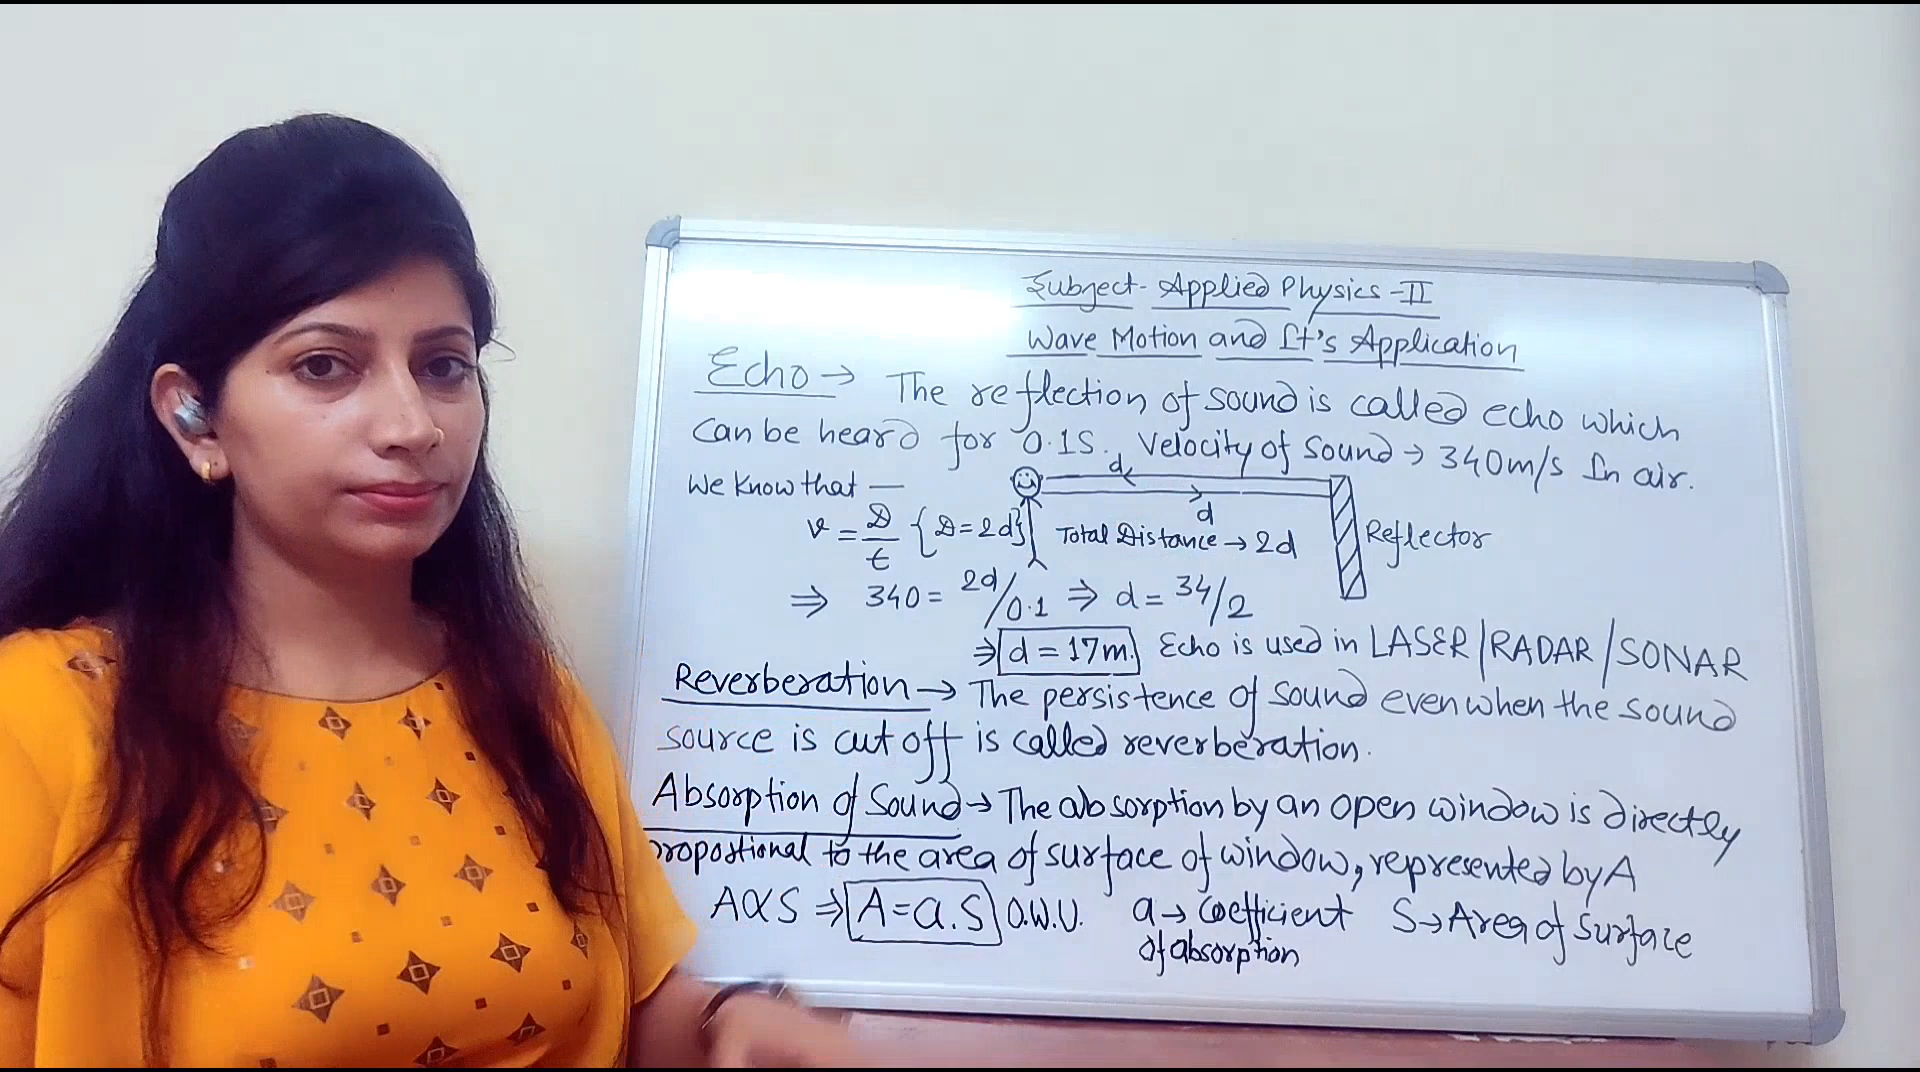 Subject- Applied Physics -II
Wave Motion and It's Application
Echo → The reflection of sound is called echo which
can be heard for 0.1S. Velocity of sound → 340m/s In air.
We know that —
d
d
v = D/t {D=2d} Total Distance → 2d Reflector
⇒ 340 = 2d/0.1 ⇒ d = 34/2
⇒ d = 17m. Echo is used in LASER/RADAR/SONAR
Reverberation → The persistence of sound even when the sound
source is cut off is called reverberation.
Absorption of Sound → The absorption by an open window is directly
propostional to the area of surface of window, represented by A
A∝S ⇒ A=a.S O.W.U. a→ Coefficient of absorption S→Area of surface